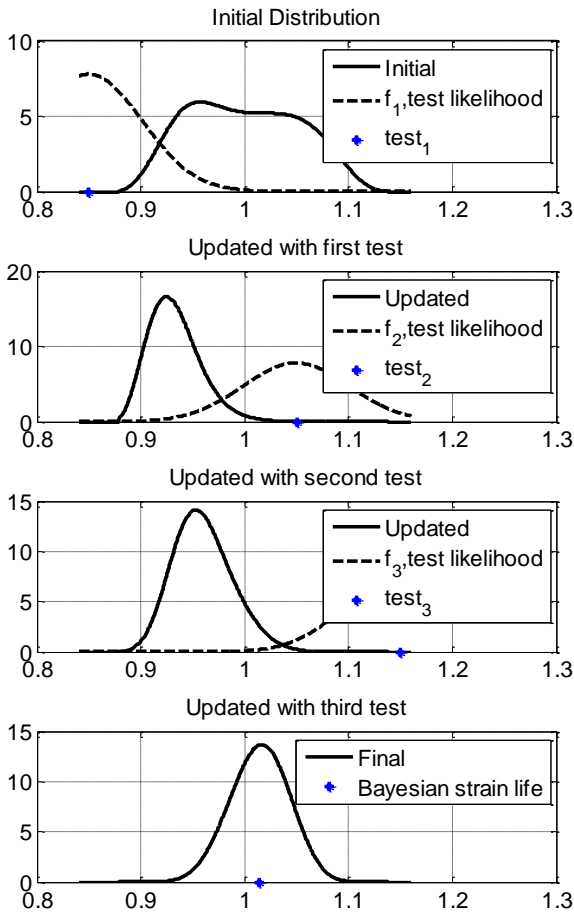 Initial Distribution
10
5
0
0.8 0.9 1 1.1 1.2 1.3
Initial
f1,test likelihood
test1
Updated with first test
20
10
0
0.8 0.9 1 1.1 1.2 1.3
Updated
f2,test likelihood
test2
Updated with second test
15
10
5
0
0.8 0.9 1 1.1 1.2 1.3
Updated
f3,test likelihood
test3
Updated with third test
15
10
5
0
0.8 0.9 1 1.1 1.2 1.3
Final
Bayesian strain life